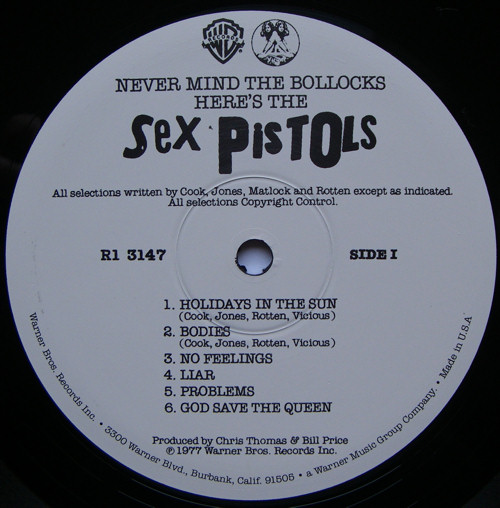 WB
RECORDS
NEVER MIND THE BOLLOCKS
HERE'S THE
SEX PISTOLS
All selections written by Cook, Jones, Matlock and Rotten except as indicated.
All selections Copyright Control.
R1 3147
SIDE I
1. HOLIDAYS IN THE SUN
(Cook, Jones, Rotten, Vicious)
2. BODIES
(Cook, Jones, Rotten, Vicious)
3. NO FEELINGS
4. LIAR
5. PROBLEMS
6. GOD SAVE THE QUEEN
Produced by Chris Thomas & Bill Price
℗ 1977 Warner Bros. Records Inc.
Warner Bros. Records Inc. • 3300 Warner Blvd., Burbank, Calif. 91505 • a Warner Music Group Company. • Made in U.S.A.